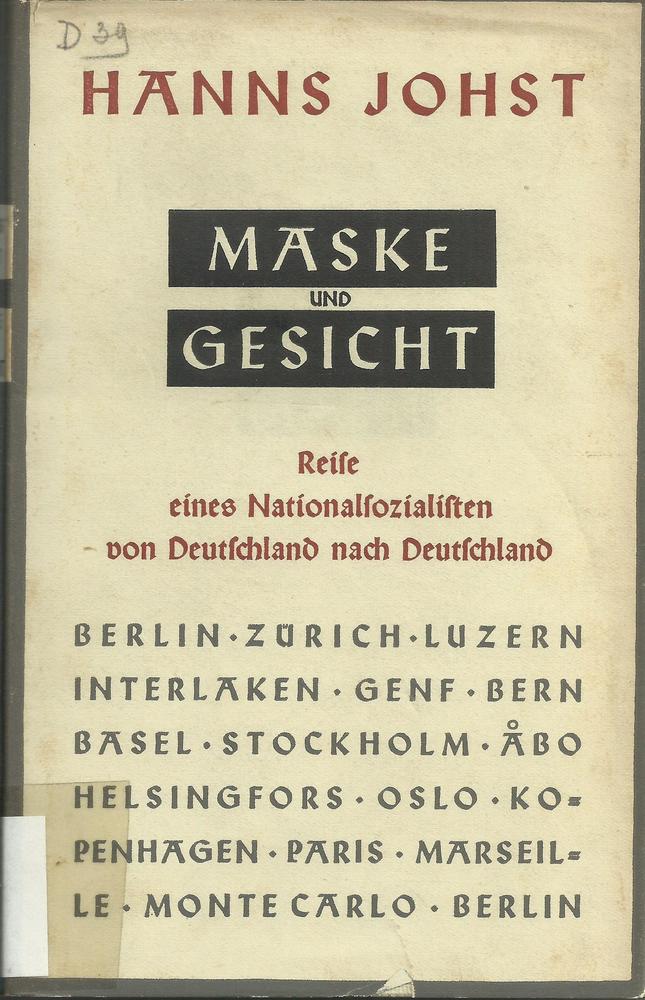 D 39
HANNS JOHST
MASKE
UND
GESICHT
Reiſe
eines Nationalſozialiſten
von Deutſchland nach Deutſchland
BERLIN·ZÜRICH·LUZERN
INTERLAKEN · GENF · BERN
BASEL · STOCKHOLM · ÅBO
HELSINGFORS · OSLO · KO=
PENHAGEN · PARIS · MARSEIL=
LE · MONTE CARLO · BERLIN